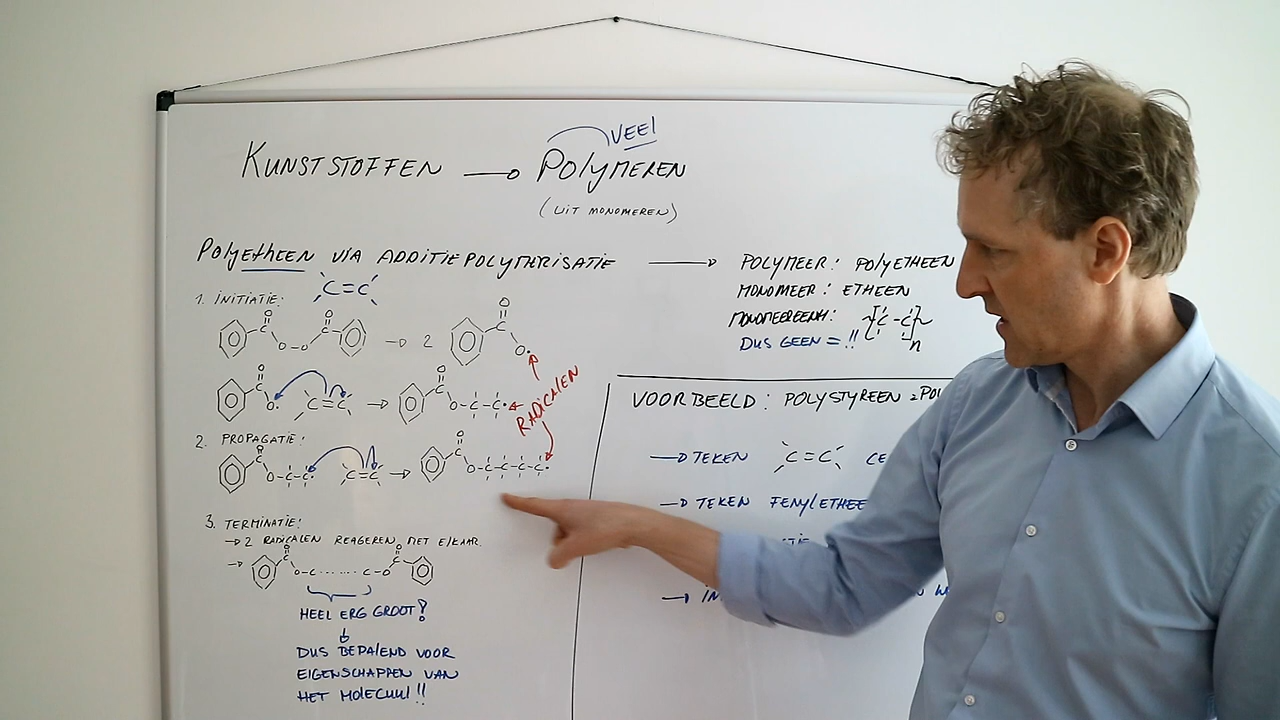 VEEL
KUNSTSTOFFEN → POLYMEREN
(UIT MONOMEREN)
POLYETHEEN VIA ADDITIEPOLYMERISATIE → POLYMEER: POLYETHEEN
MONOMEER: ETHEEN
MONOMEEREENH:
n
DUS GEEN = !!
1. INITIATIE:
C=C
→ 2
RADICALEN
2. PROPAGATIE:
3. TERMINATIE:
→ 2 RADICALEN REAGEREN MET ELKAAR.
HEEL ERG GROOT!
DUS BEPALEND VOOR
EIGENSCHAPPEN VAN
HET MOLECUUL!!
VOORBEELD: POLYSTYREEN =
→ TEKEN C=C
→ TEKEN